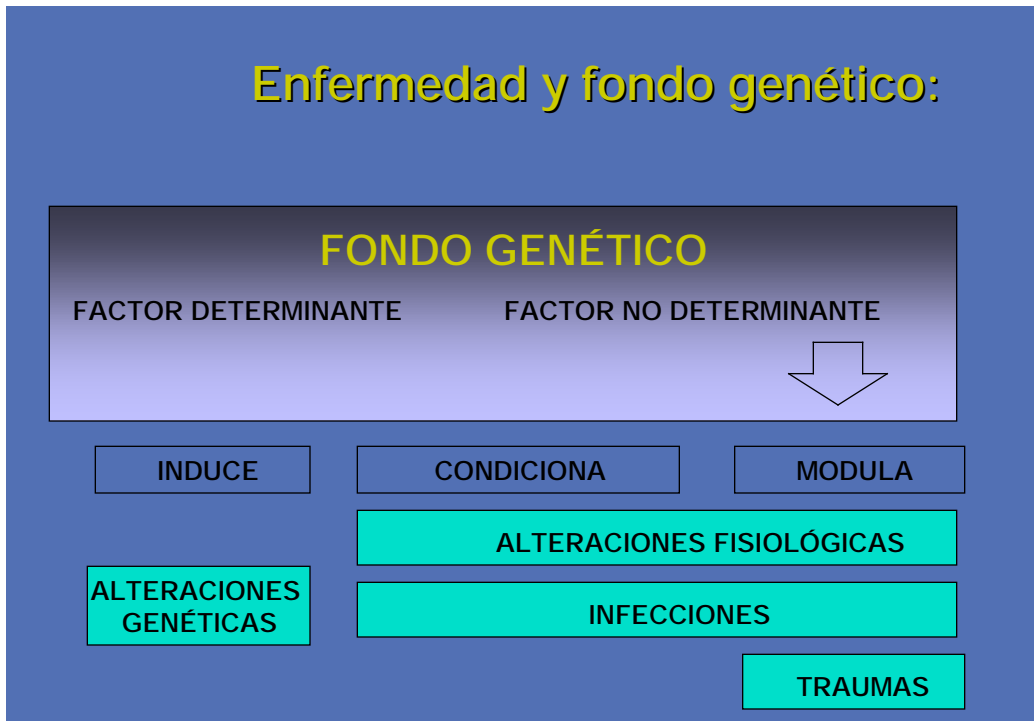 Enfermedad y fondo genético:
FONDO GENÉTICO
FACTOR DETERMINANTE
FACTOR NO DETERMINANTE
INDUCE
CONDICIONA
MODULA
ALTERACIONES FISIOLÓGICAS
ALTERACIONES
GENÉTICAS
INFECCIONES
TRAUMAS